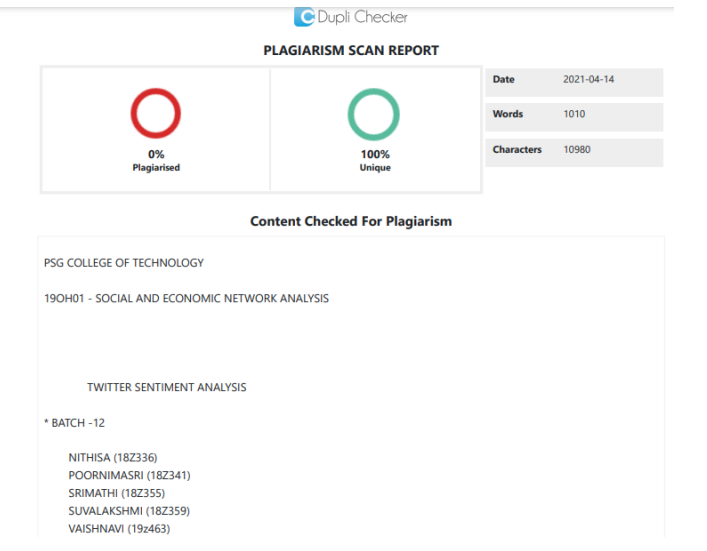 C Dupli Checker
PLAGIARISM SCAN REPORT
Date 2021-04-14
Words 1010
Characters 10980
0%
Plagiarised
100%
Unique
Content Checked For Plagiarism
PSG COLLEGE OF TECHNOLOGY
19OH01 - SOCIAL AND ECONOMIC NETWORK ANALYSIS
TWITTER SENTIMENT ANALYSIS
* BATCH -12
NITHISA (18Z336)
POORNIMASRI (18Z341)
SRIMATHI (18Z355)
SUVALAKSHMI (18Z359)
VAISHNAVI (19z463)